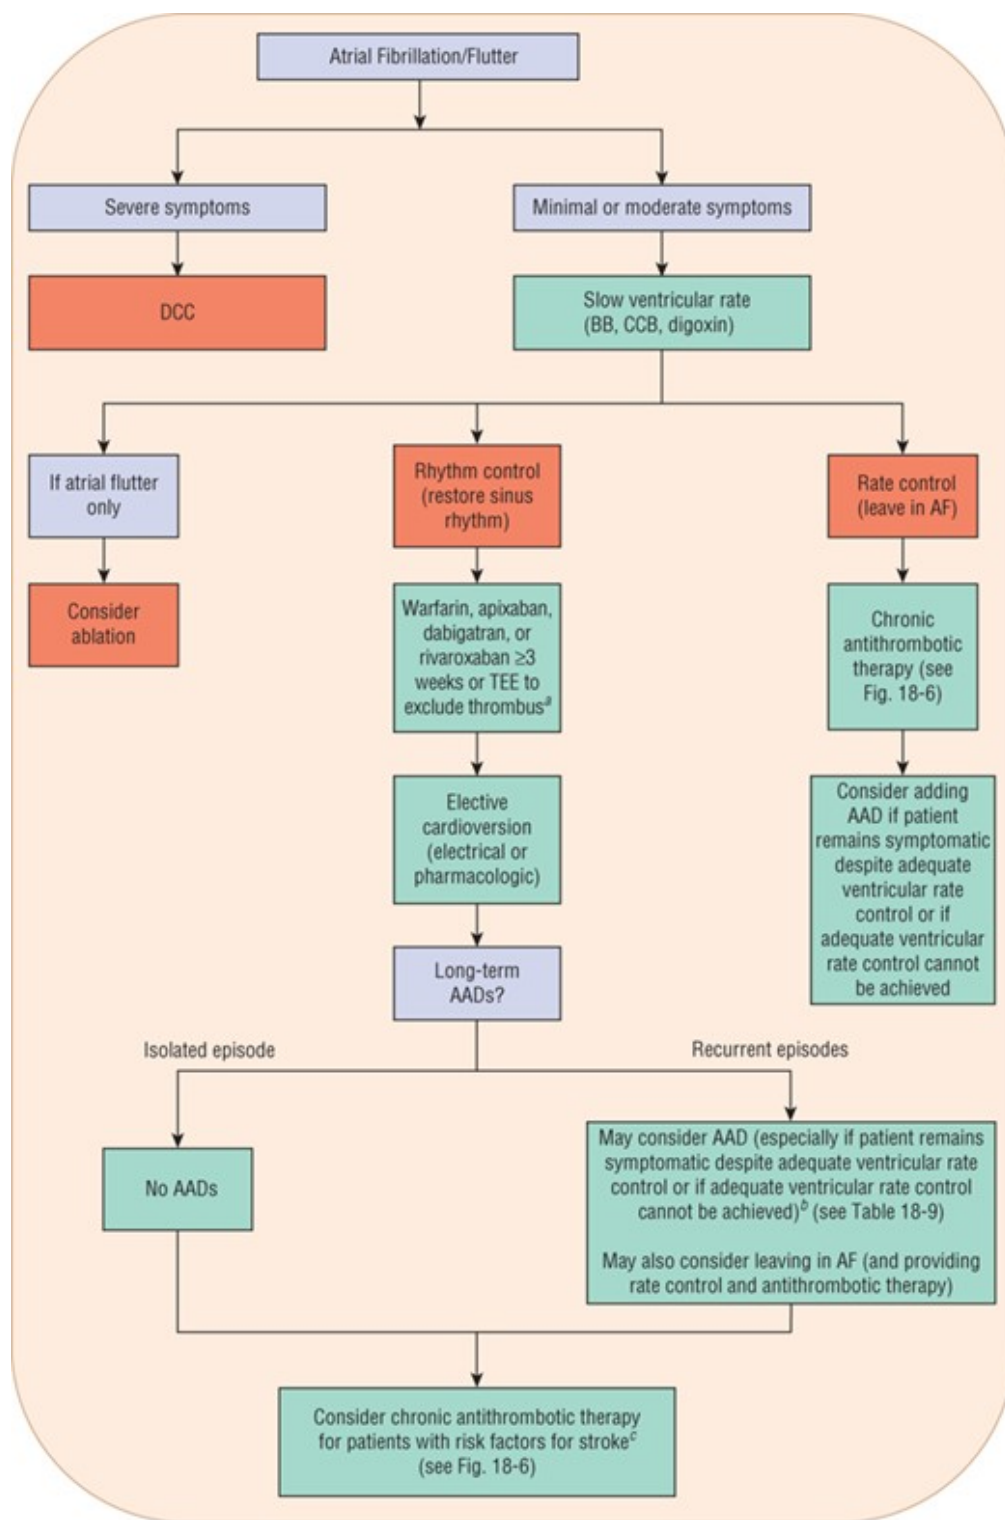 Atrial Fibrillation/Flutter
Severe symptoms
Minimal or moderate symptoms
DCC
Slow ventricular rate
(BB, CCB, digoxin)
If atrial flutter
only
Rhythm control
(restore sinus
rhythm)
Rate control
(leave in AF)
Consider
ablation
Warfarin, apixaban,
dabigatran, or
rivaroxaban ≥3
weeks or TEE to
exclude thrombusᵃ
Chronic
antithrombotic
therapy (see
Fig. 18-6)
Elective
cardioversion
(electrical or
pharmacologic)
Consider adding
AAD if patient
remains symptomatic
despite adequate
ventricular rate
control or if
adequate ventricular
rate control cannot
be achieved
Long-term
AADs?
Isolated episode
Recurrent episodes
No AADs
May consider AAD (especially if patient remains
symptomatic despite adequate ventricular rate
control or if adequate ventricular rate control
cannot be achieved)ᵇ (see Table 18-9)
May also consider leaving in AF (and providing
rate control and antithrombotic therapy)
Consider chronic antithrombotic therapy
for patients with risk factors for strokeᶜ
(see Fig. 18-6)